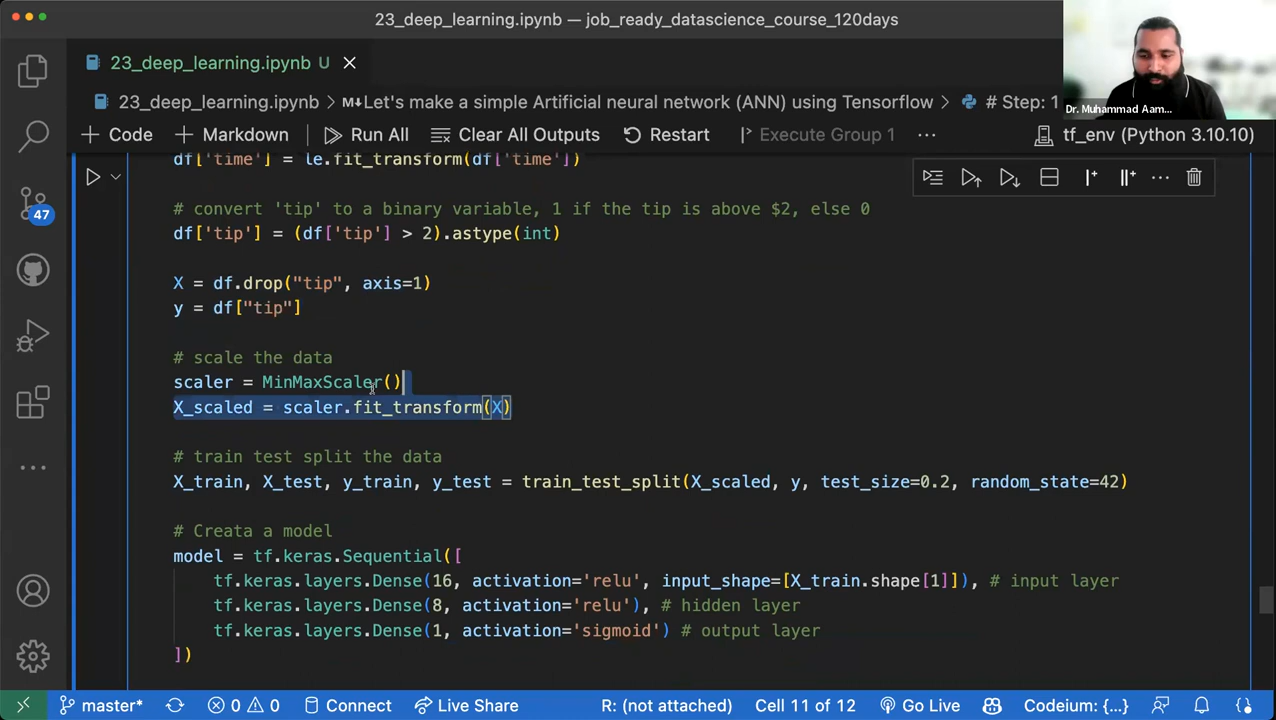 23_deep_learning.ipynb — job_ready_datascience_course_120days
23_deep_learning.ipynb U
23_deep_learning.ipynb > M↓Let's make a simple Artificial neural network (ANN) using Tensorflow > # Step: 1
Dr. Muhammad Aam...
+ Code + Markdown Run All Clear All Outputs Restart Execute Group 1 ... tf_env (Python 3.10.10)
df['time'] = le.fit_transform(df['time'])
# convert 'tip' to a binary variable, 1 if the tip is above $2, else 0
df['tip'] = (df['tip'] > 2).astype(int)
X = df.drop("tip", axis=1)
y = df["tip"]
# scale the data
scaler = MinMaxScaler()
X_scaled = scaler.fit_transform(X)
# train test split the data
X_train, X_test, y_train, y_test = train_test_split(X_scaled, y, test_size=0.2, random_state=42)
# Creata a model
model = tf.keras.Sequential([
tf.keras.layers.Dense(16, activation='relu', input_shape=[X_train.shape[1]]), # input layer
tf.keras.layers.Dense(8, activation='relu'), # hidden layer
tf.keras.layers.Dense(1, activation='sigmoid') # output layer
])
47
master* 0 0 Connect Live Share R: (not attached) Cell 11 of 12 Go Live Codeium: {...}